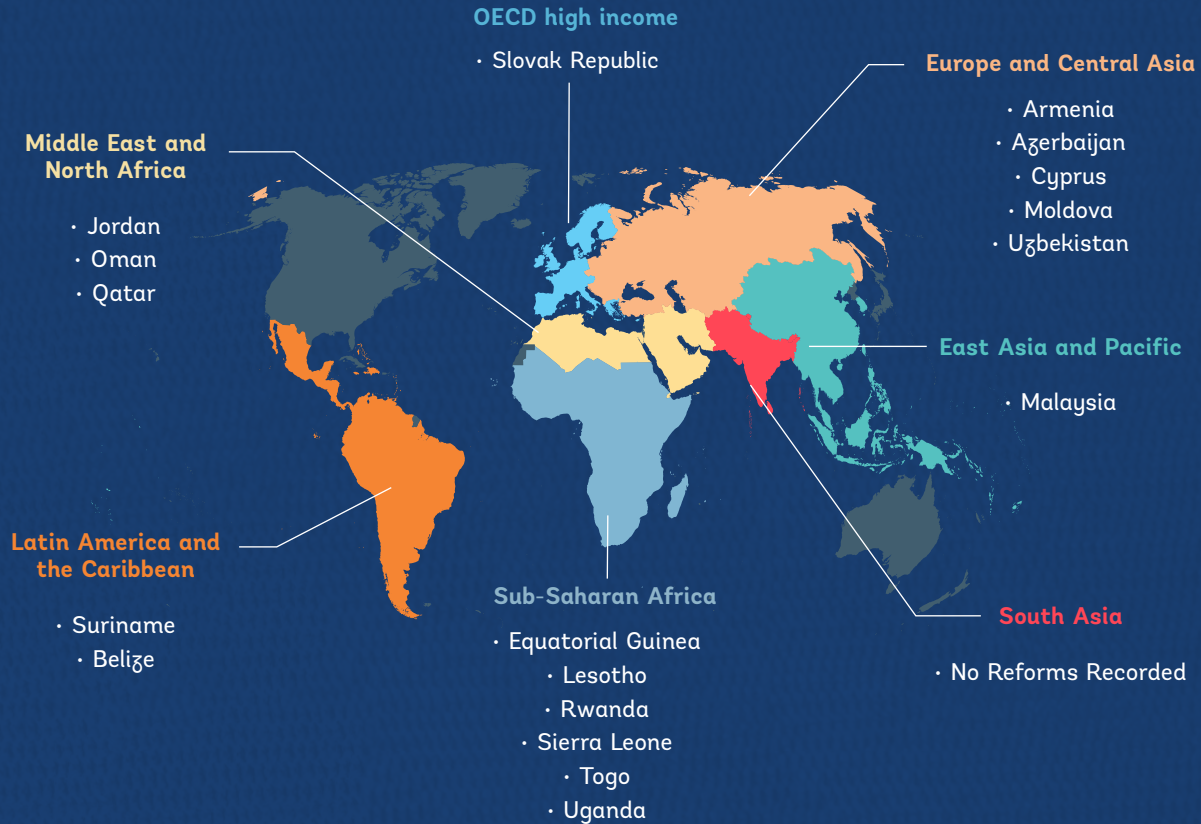 OECD high income
· Slovak Republic
Europe and Central Asia
· Armenia
· Azerbaijan
· Cyprus
· Moldova
· Uzbekistan
Middle East and
North Africa
· Jordan
· Oman
· Qatar
East Asia and Pacific
· Malaysia
Latin America and
the Caribbean
· Suriname
· Belize
Sub-Saharan Africa
· Equatorial Guinea
· Lesotho
· Rwanda
· Sierra Leone
· Togo
· Uganda
South Asia
· No Reforms Recorded